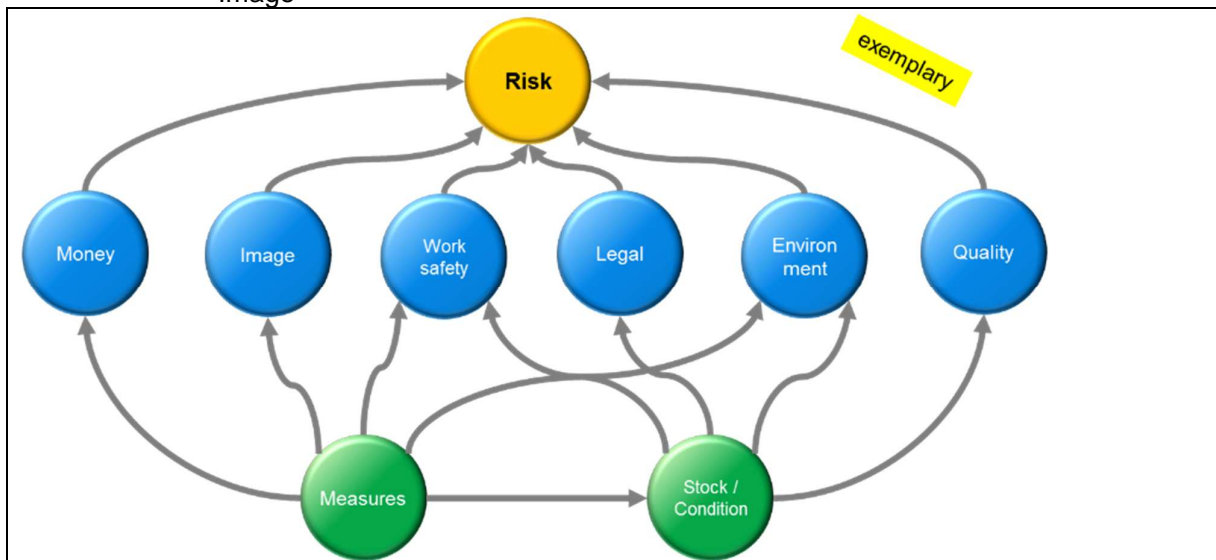 Image
exemplary
Risk
Money
Image
Work
safety
Legal
Environ
ment
Quality
Measures
Stock /
Condition